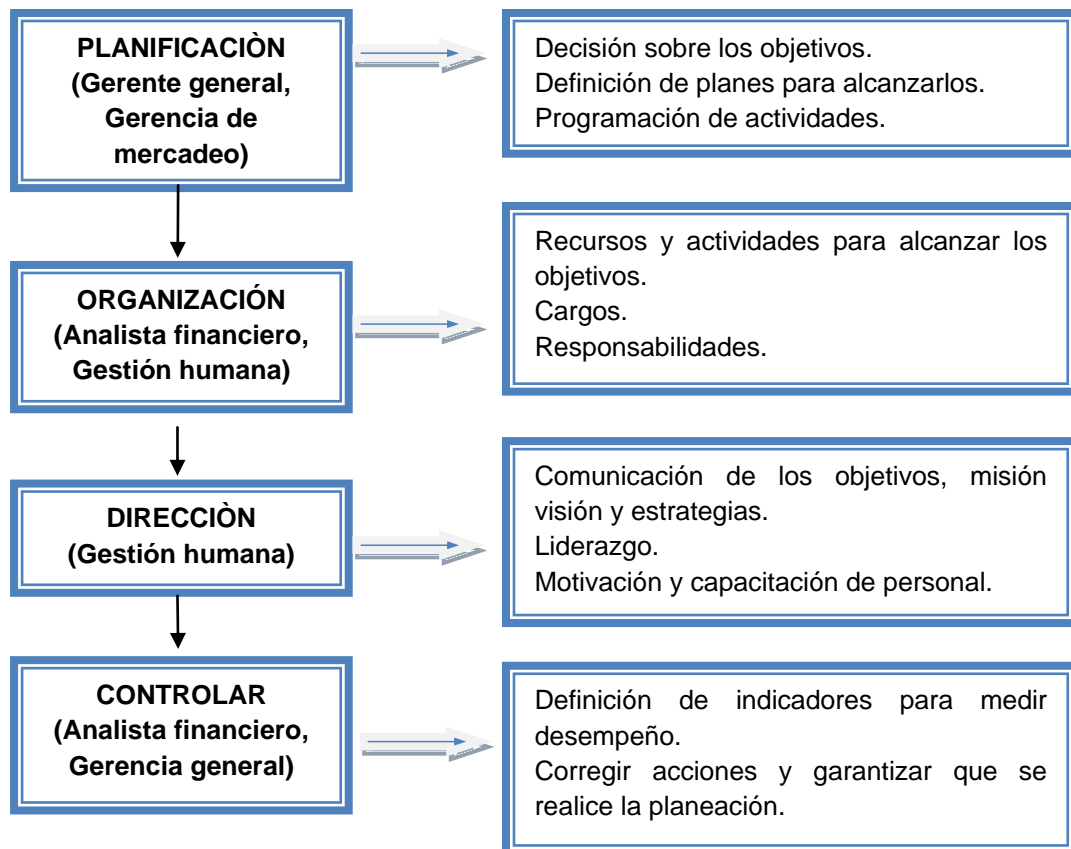 PLANIFICACIÒN
(Gerente general,
Gerencia de
mercadeo)
Decisión sobre los objetivos.
Definición de planes para alcanzarlos.
Programación de actividades.
ORGANIZACIÓN
(Analista financiero,
Gestión humana)
Recursos y actividades para alcanzar los
objetivos.
Cargos.
Responsabilidades.
DIRECCIÒN
(Gestión humana)
Comunicación de los objetivos, misión
visión y estrategias.
Liderazgo.
Motivación y capacitación de personal.
CONTROLAR
(Analista financiero,
Gerencia general)
Definición de indicadores para medir
desempeño.
Corregir acciones y garantizar que se
realice la planeación.